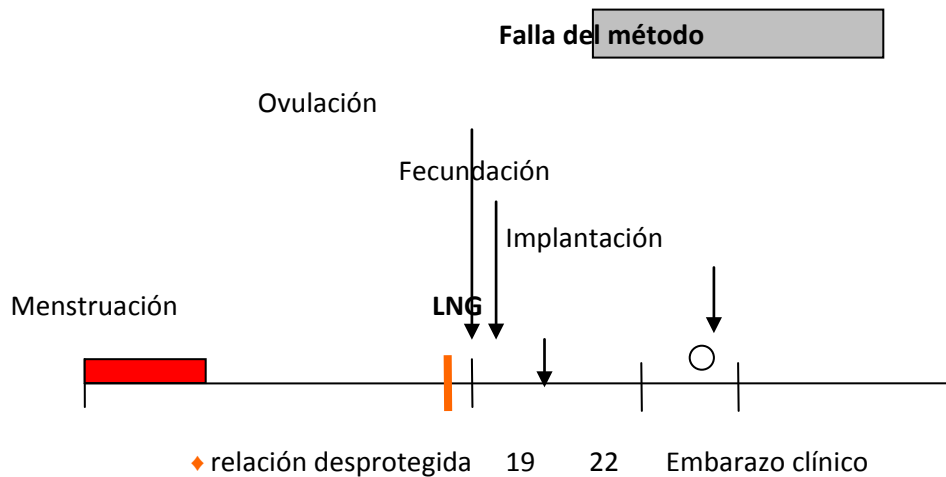 Falla del método
Ovulación
Fecundación
Implantación
Menstruación LNG
♦ relación desprotegida 19 22 Embarazo clínico